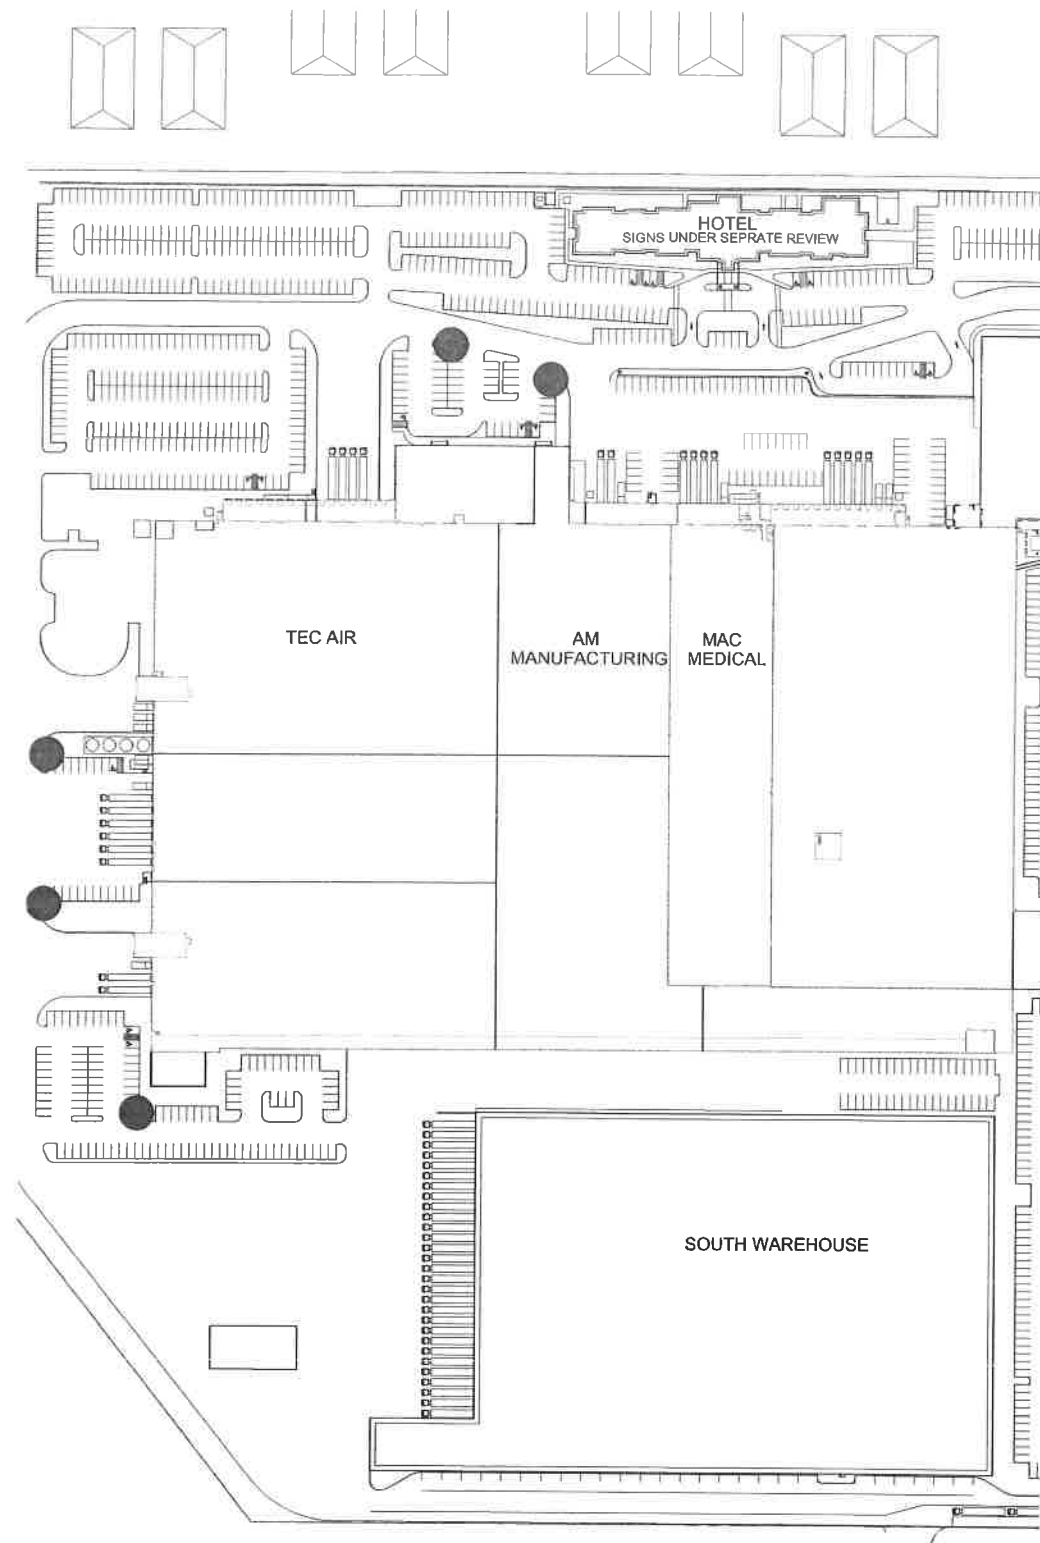 HOTEL
SIGNS UNDER SEPRATE REVIEW
TEC AIR
AM
MANUFACTURING
MAC
MEDICAL
SOUTH WAREHOUSE